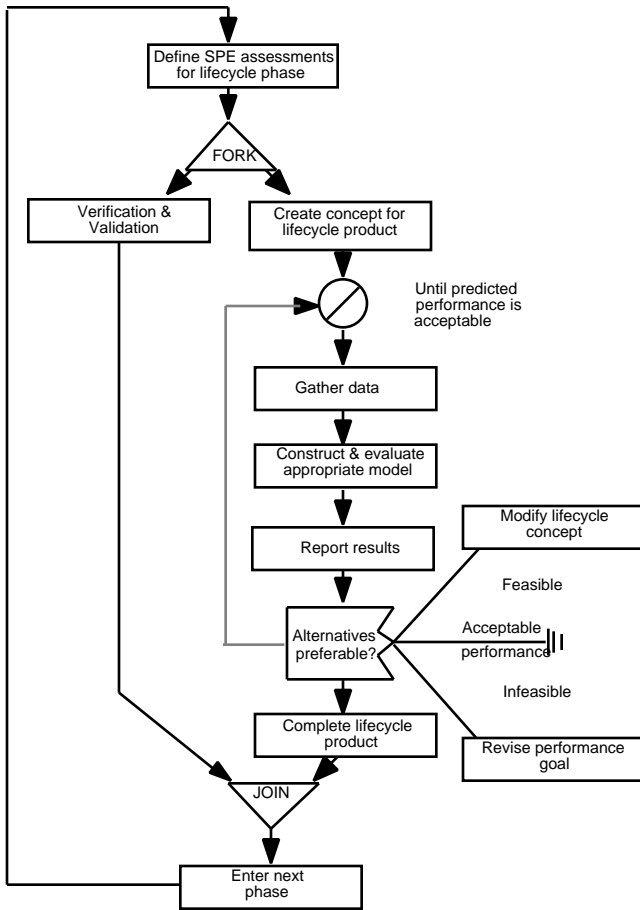 Define SPE assessments
for lifecycle phase
FORK
Verification &
Validation
Create concept for
lifecycle product
Until predicted
performance is
acceptable
Gather data
Construct & evaluate
appropriate model
Report results
Modify lifecycle
concept
Feasible
Alternatives
preferable?
Acceptable
performance
Infeasible
Complete lifecycle
product
Revise performance
goal
JOIN
Enter next
phase